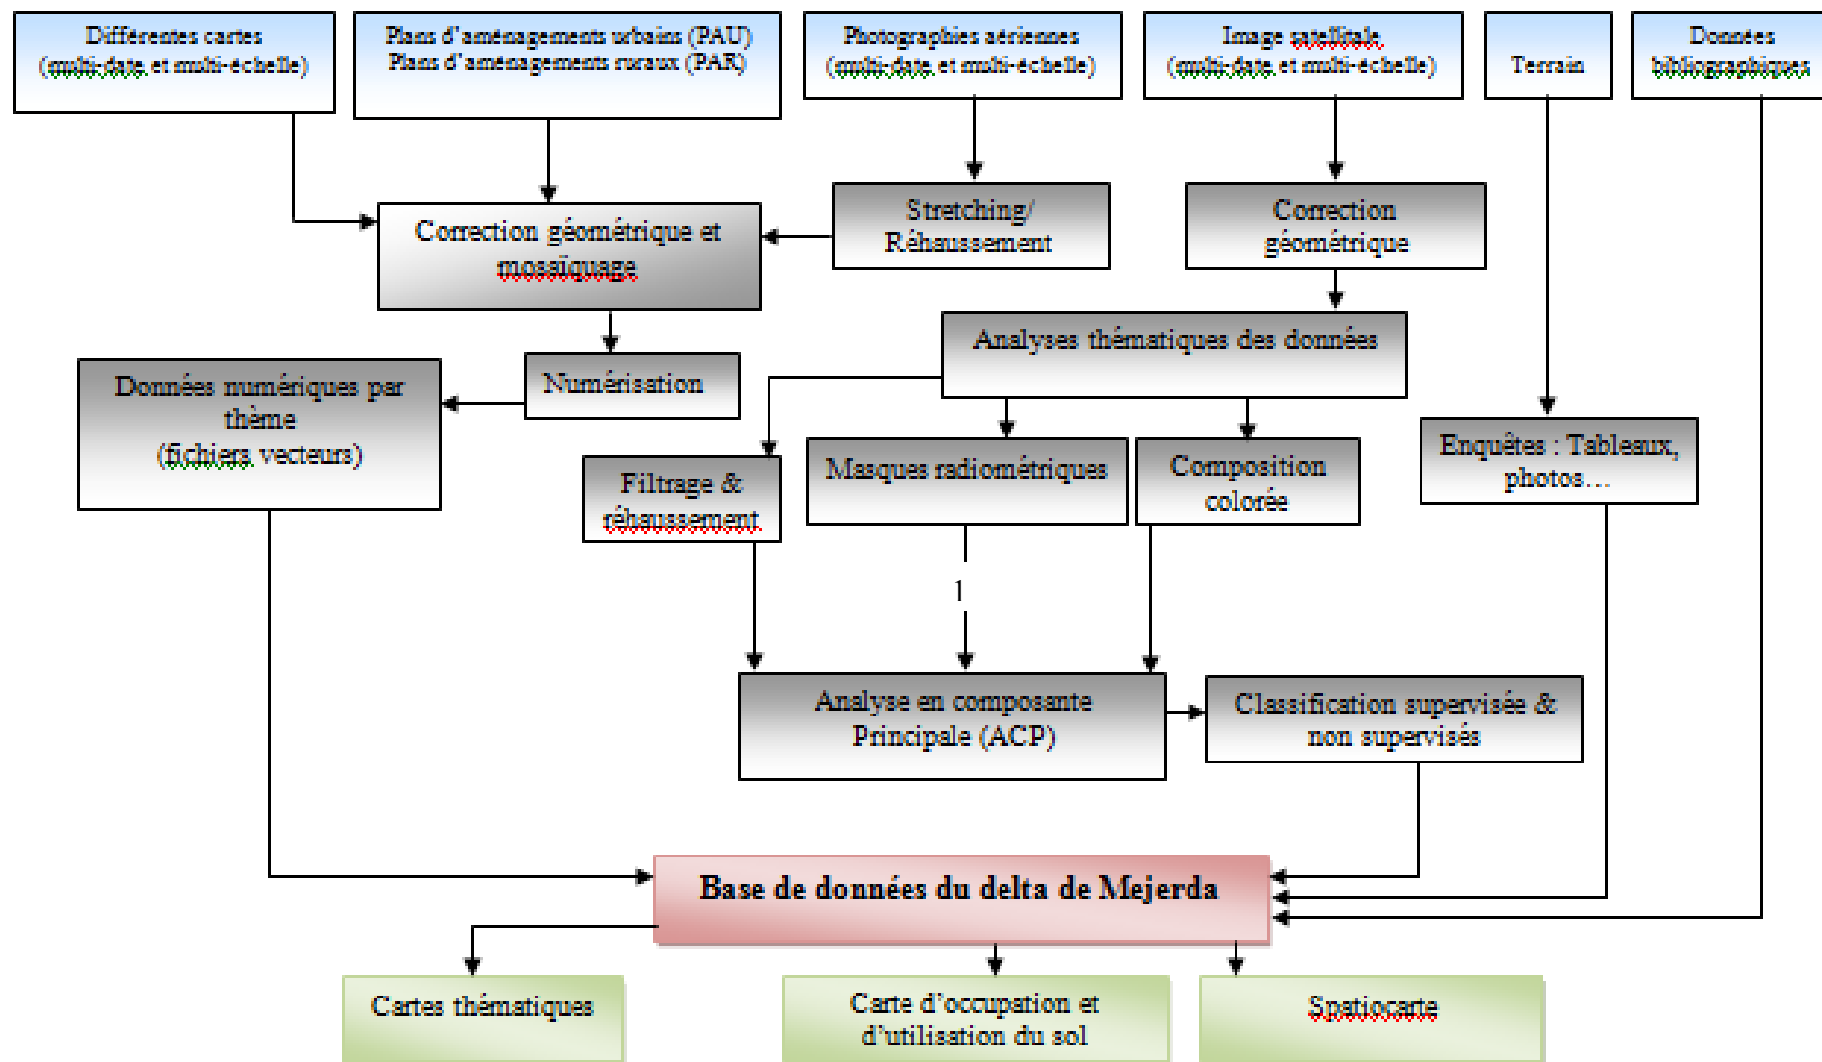 Différentes cartes
(multi-date et multi-échelle)
Plans d'aménagements urbains (PAU)
Plans d'aménagements ruraux (PAR)
Photographies aériennes
(multi-date et multi-échelle)
Image satellitale
(multi-date et multi-échelle)
Terrain
Données
bibliographiques
Correction géométrique et
mosaïquage
Stretching/
Réhaussement
Correction
géométrique
Analyses thématiques des données
Numérisation
Données numériques par
thème
(fichiers vecteurs)
Filtrage &
réhaussement
Masques radiométriques
Composition
colorée
Enquêtes : Tableaux,
photos…
1
Analyse en composante
Principale (ACP)
Classification supervisée &
non supervisés
Base de données du delta de Mejerda
Cartes thématiques
Carte d'occupation et
d'utilisation du sol
Spatiocarte